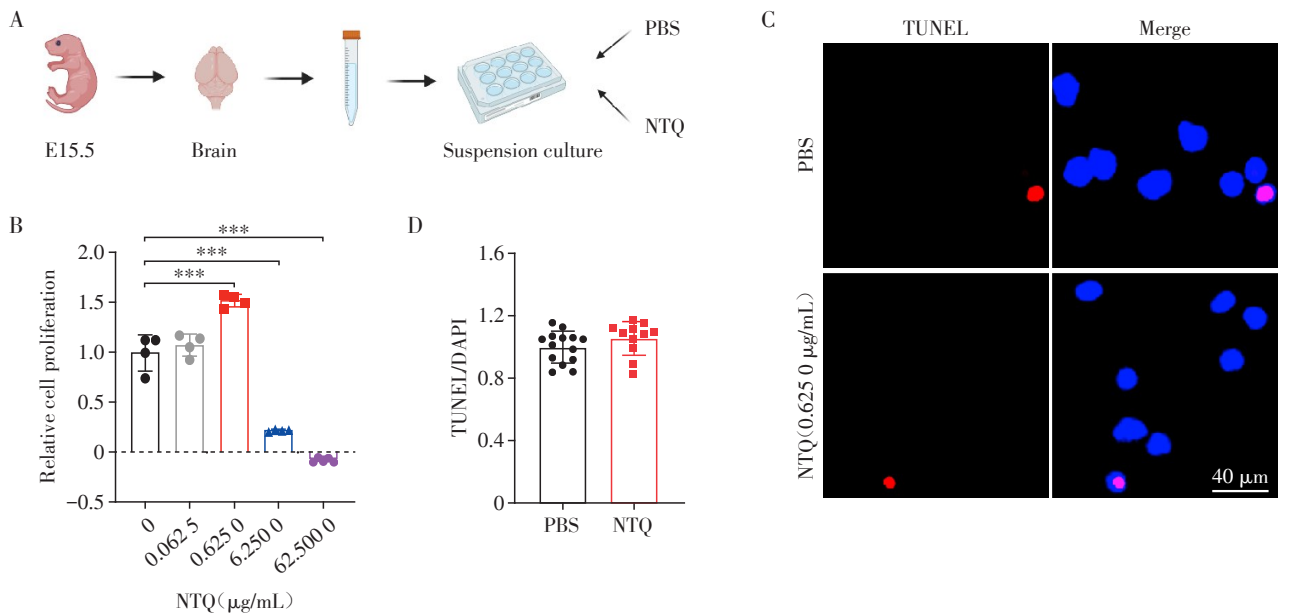 A
E15.5
Brain
Suspension culture
PBS
NTQ
B
Relative cell proliferation
2.0
1.5
1.0
0.5
0
−0.5
***
***
***
0
0.062 5
0.625 0
6.250 0
62.500 0
NTQ(μg/mL)
D
TUNEL/DAPI
1.6
1.2
0.8
0.4
0
PBS
NTQ
C
TUNEL
Merge
PBS
NTQ(0.625 0 μg/mL)
40 μm